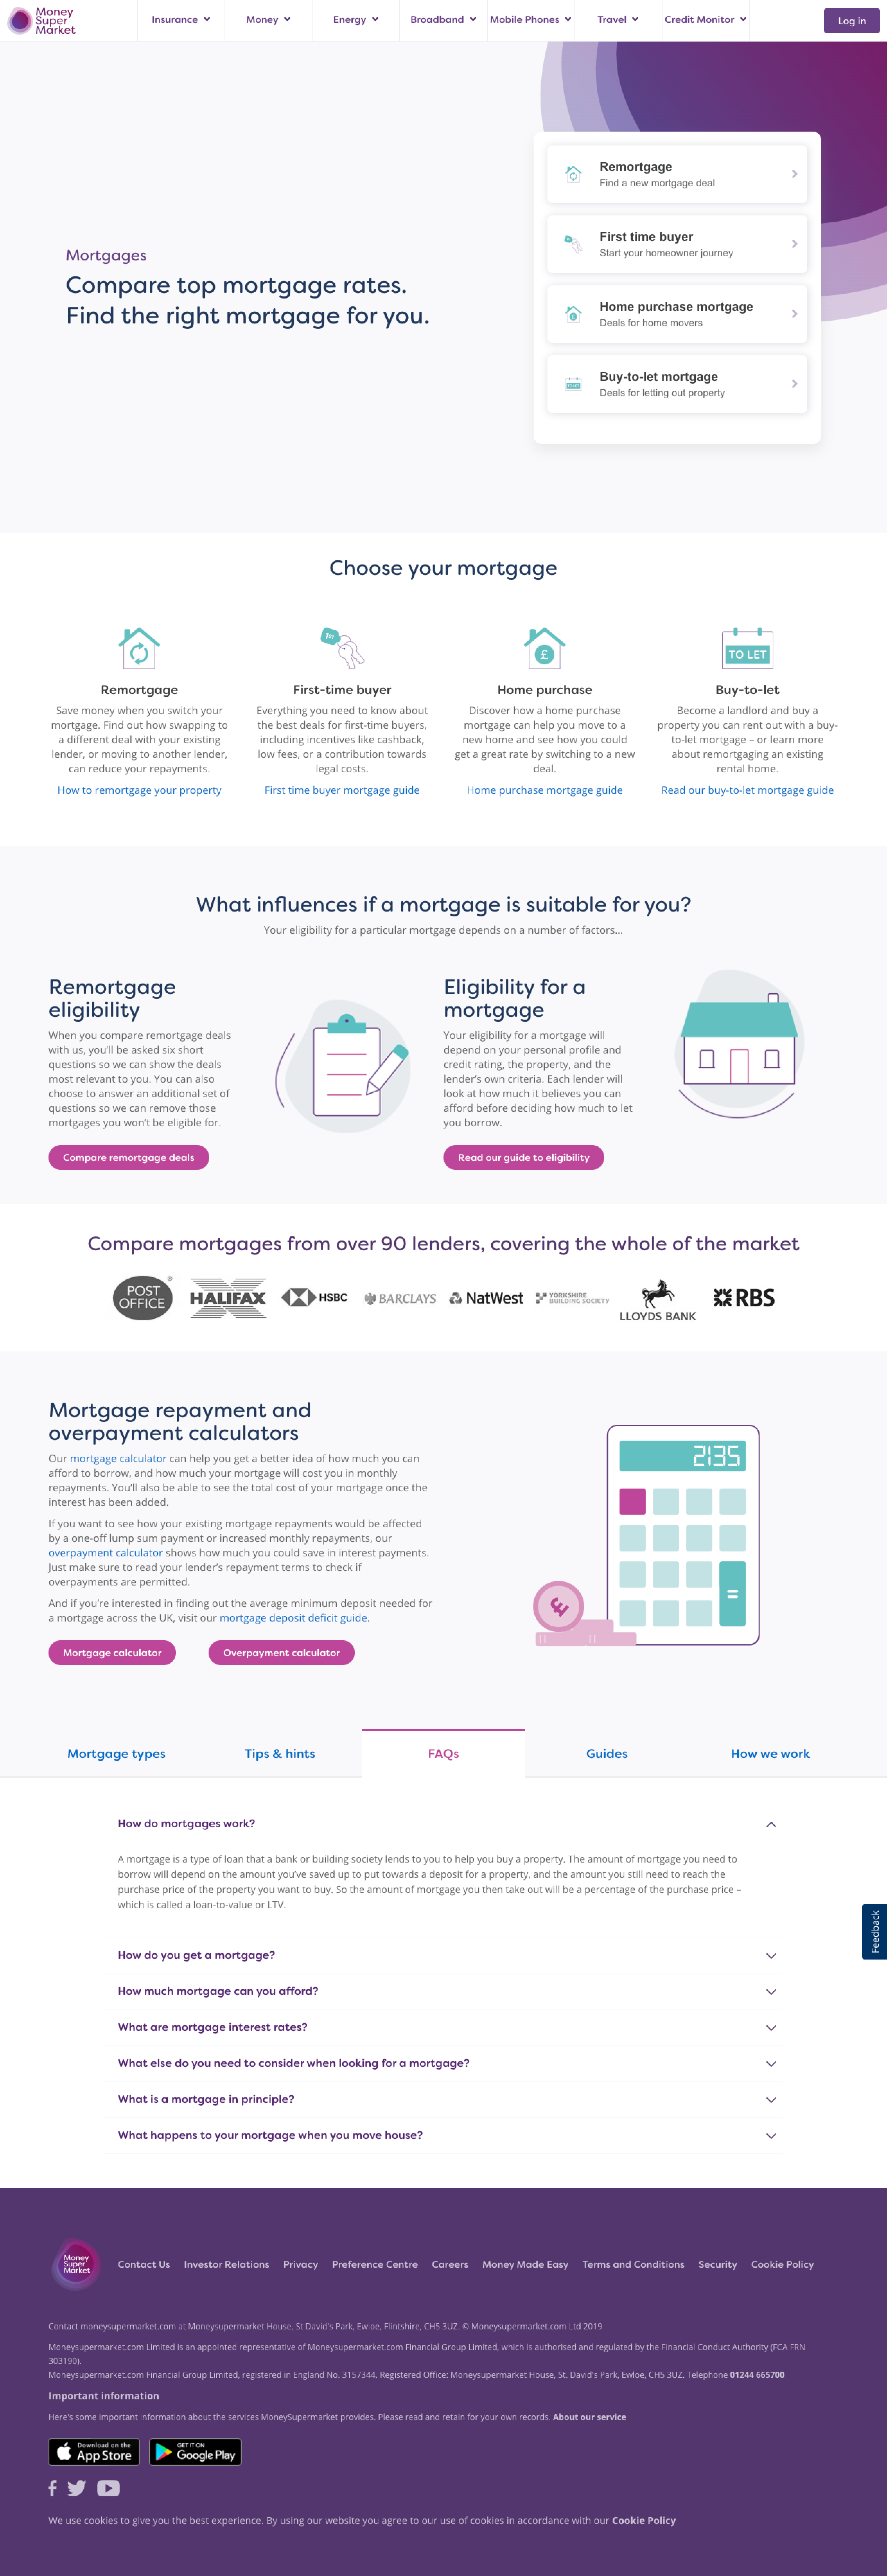 Money
Super
Market
Insurance
Money
Energy
Broadband
Mobile Phones
Travel
Credit Monitor
Log in
Mortgages
Compare top mortgage rates.
Find the right mortgage for you.
Remortgage
Find a new mortgage deal
First time buyer
Start your homeowner journey
Home purchase mortgage
Deals for home movers
Buy-to-let mortgage
Deals for letting out property
Choose your mortgage
Remortgage
Save money when you switch your
mortgage. Find out how swapping to
a different deal with your existing
lender, or moving to another lender,
can reduce your repayments.
How to remortgage your property
1st
First-time buyer
Everything you need to know about
the best deals for first-time buyers,
including incentives like cashback,
low fees, or a contribution towards
legal costs.
First time buyer mortgage guide
£
Home purchase
Discover how a home purchase
mortgage can help you move to a
new home and see how you could
get a great rate by switching to a new
deal.
Home purchase mortgage guide
TO LET
Buy-to-let
Become a landlord and buy a
property you can rent out with a buy-
to-let mortgage – or learn more
about remortgaging an existing
rental home.
Read our buy-to-let mortgage guide
What influences if a mortgage is suitable for you?
Your eligibility for a particular mortgage depends on a number of factors...
Remortgage
eligibility
When you compare remortgage deals
with us, you'll be asked six short
questions so we can show the deals
most relevant to you. You can also
choose to answer an additional set of
questions so we can remove those
mortgages you won't be eligible for.
Compare remortgage deals
Eligibility for a
mortgage
Your eligibility for a mortgage will
depend on your personal profile and
credit rating, the property, and the
lender's own criteria. Each lender will
look at how much it believes you can
afford before deciding how much to let
you borrow.
Read our guide to eligibility
Compare mortgages from over 90 lenders, covering the whole of the market
POST
OFFICE
®
HALIFAX
HSBC
BARCLAYS
NatWest
YORKSHIRE
BUILDING SOCIETY
LLOYDS BANK
RBS
Mortgage repayment and
overpayment calculators
Our mortgage calculator can help you get a better idea of how much you can
afford to borrow, and how much your mortgage will cost you in monthly
repayments. You'll also be able to see the total cost of your mortgage once the
interest has been added.
If you want to see how your existing mortgage repayments would be affected
by a one-off lump sum payment or increased monthly repayments, our
overpayment calculator shows how much you could save in interest payments.
Just make sure to read your lender's repayment terms to check if
overpayments are permitted.
And if you're interested in finding out the average minimum deposit needed for
a mortgage across the UK, visit our mortgage deposit deficit guide.
Mortgage calculator
Overpayment calculator
2135
=
£
Mortgage types
Tips & hints
FAQs
Guides
How we work
How do mortgages work?
A mortgage is a type of loan that a bank or building society lends to you to help you buy a property. The amount of mortgage you need to
borrow will depend on the amount you've saved up to put towards a deposit for a property, and the amount you still need to reach the
purchase price of the property you want to buy. So the amount of mortgage you then take out will be a percentage of the purchase price –
which is called a loan-to-value or LTV.
How do you get a mortgage?
How much mortgage can you afford?
What are mortgage interest rates?
What else do you need to consider when looking for a mortgage?
What is a mortgage in principle?
What happens to your mortgage when you move house?
Feedback
Money
Super
Market
Contact Us
Investor Relations
Privacy
Preference Centre
Careers
Money Made Easy
Terms and Conditions
Security
Cookie Policy
Contact moneysupermarket.com at Moneysupermarket House, St David's Park, Ewloe, Flintshire, CH5 3UZ. © Moneysupermarket.com Ltd 2019
Moneysupermarket.com Limited is an appointed representative of Moneysupermarket.com Financial Group Limited, which is authorised and regulated by the Financial Conduct Authority (FCA FRN
303190).
Moneysupermarket.com Financial Group Limited, registered in England No. 3157344. Registered Office: Moneysupermarket House, St. David's Park, Ewloe, CH5 3UZ. Telephone 01244 665700
Important information
Here's some important information about the services MoneySupermarket provides. Please read and retain for your own records. About our service
Download on the
App Store
GET IT ON
Google Play
We use cookies to give you the best experience. By using our website you agree to our use of cookies in accordance with our Cookie Policy